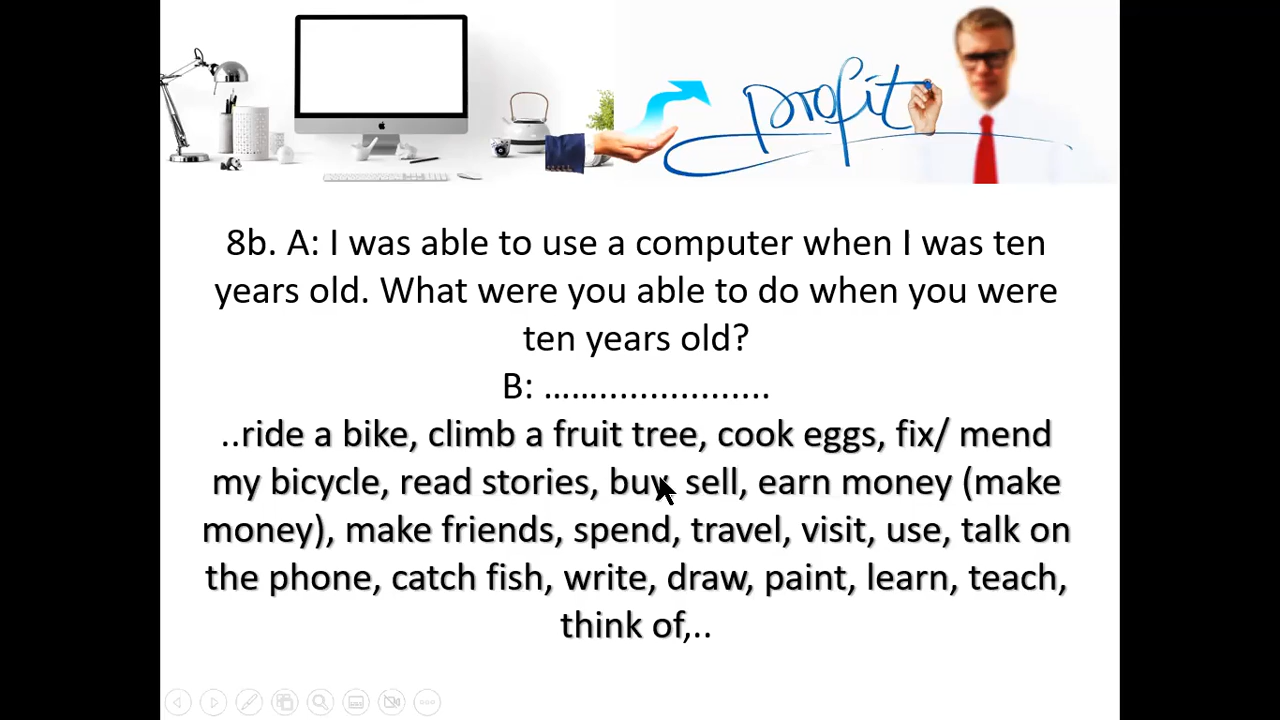 profit
8b. A: I was able to use a computer when I was ten
years old. What were you able to do when you were
ten years old?
B: ……..................
..ride a bike, climb a fruit tree, cook eggs, fix/ mend
my bicycle, read stories, buy, sell, earn money (make
money), make friends, spend, travel, visit, use, talk on
the phone, catch fish, write, draw, paint, learn, teach,
think of,..